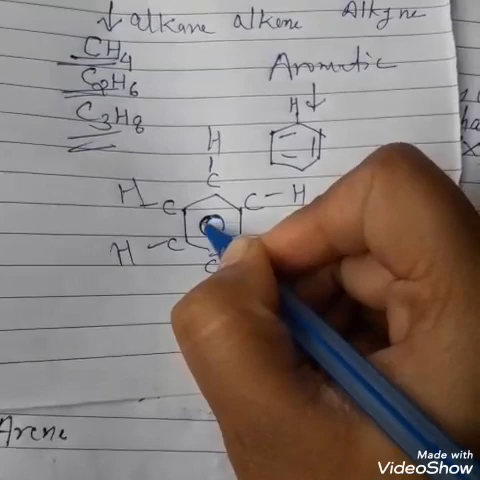 alkane alkene Alkyne
CH4
C2H6
C3H8
Aromatic
H
H
C
H C C H
H C
C
Arene
Made with
VideoShow